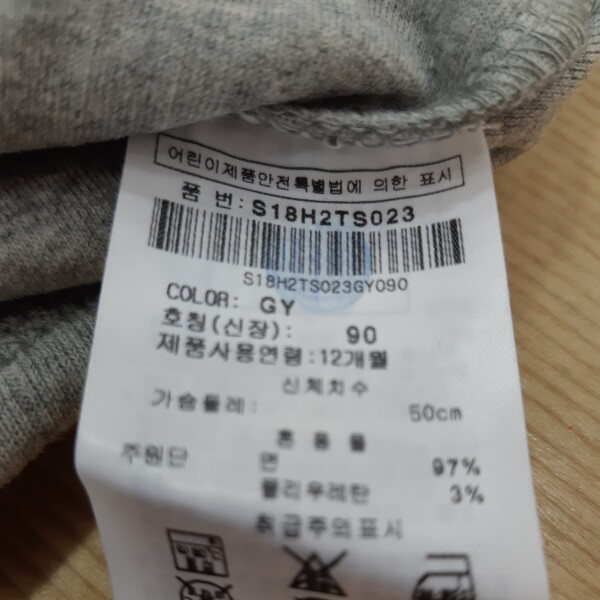 어린이제품안전특별법에 의한 표시
품 번: S18H2TS023
S18H2TS023GY090
COLOR: GY
호칭(신장): 90
제품사용연령: 12개월
신체치수
가슴둘레: 50cm
혼용율
주원단 면 97%
폴리우레탄 3%
취급주의표시